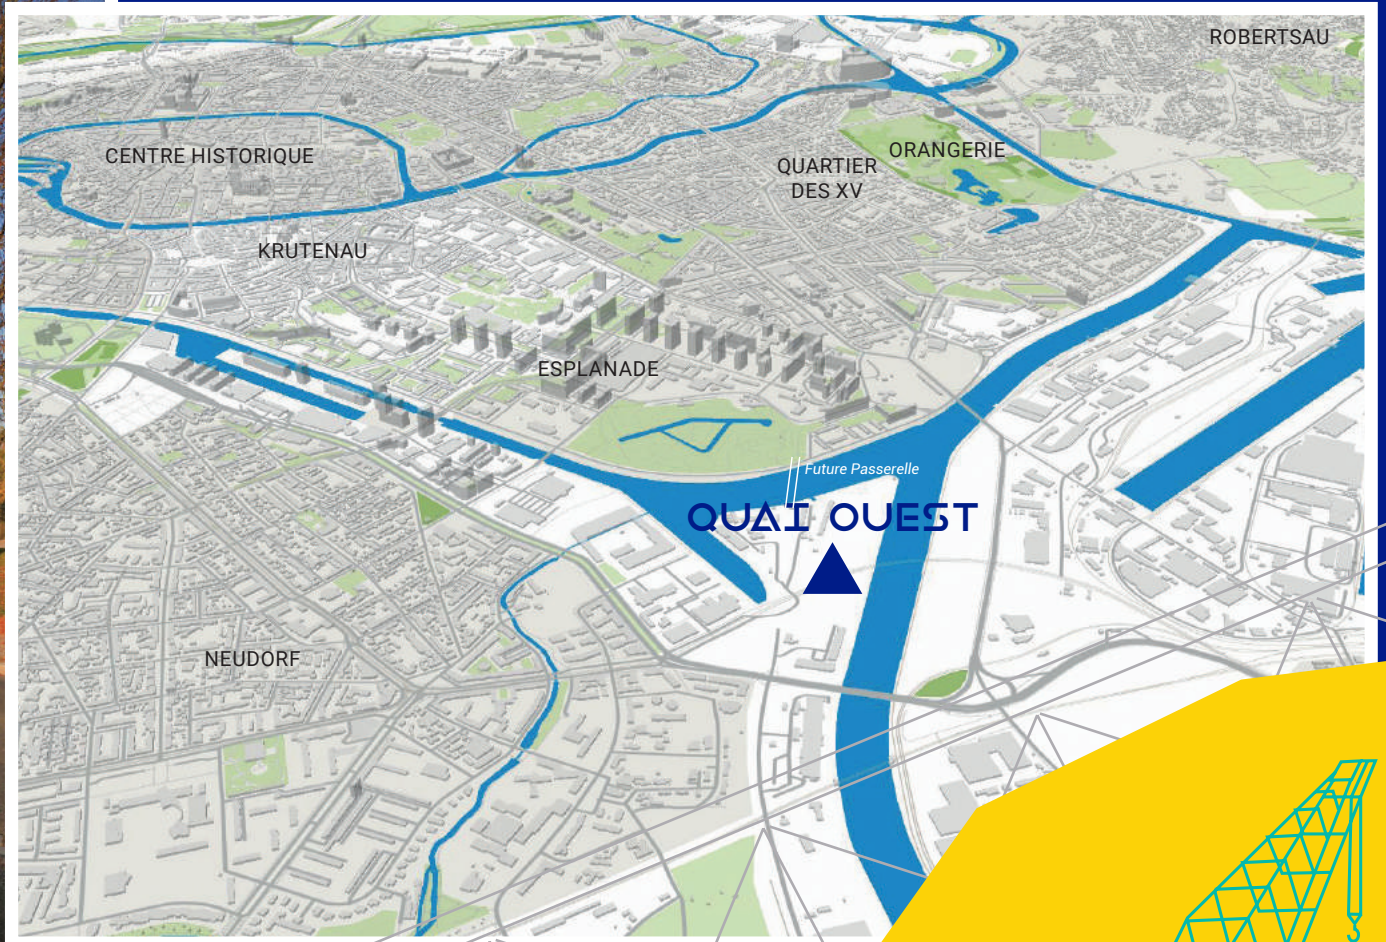 ROBERTSAU
CENTRE HISTORIQUE
ORANGERIE
QUARTIER
DES XV
KRUTENAU
ESPLANADE
Future Passerelle
QUAI OUEST
NEUDORF